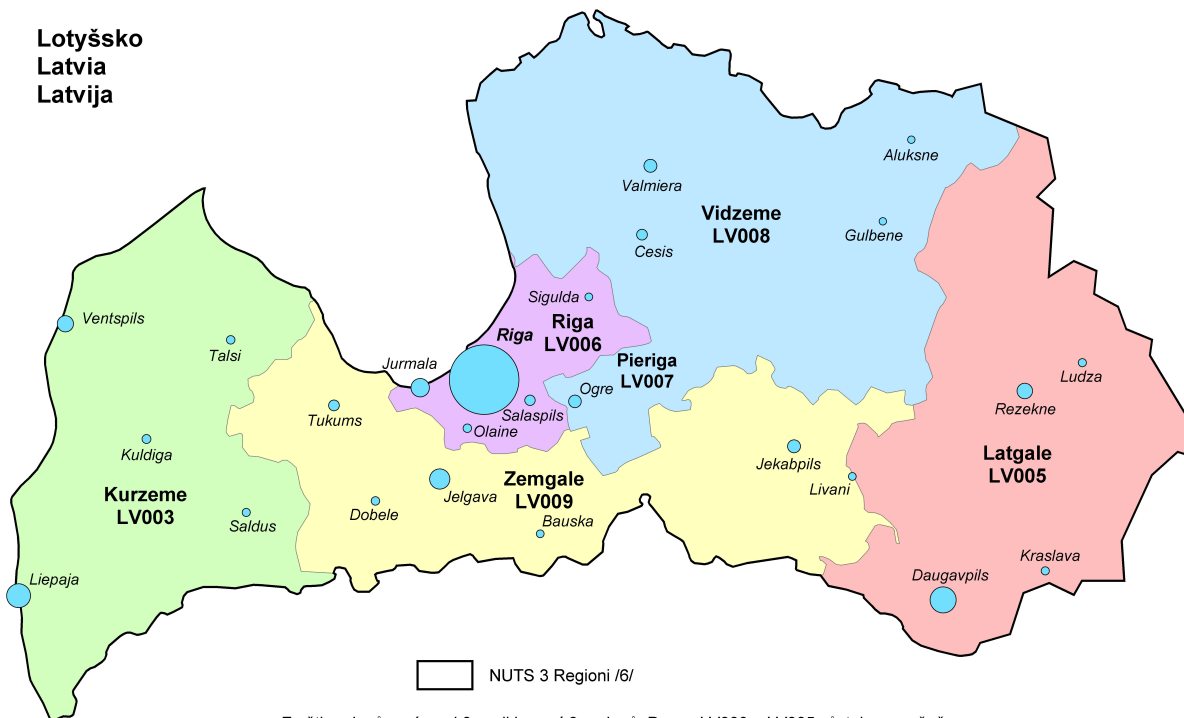 Lotyšsko
Latvia
Latvija
Aluksne
Valmiera
Vidzeme
LV008
Gulbene
Cesis
Sigulda
Ventspils
Riga
Riga
LV006
Talsi
Pieriga
LV007
Jurmala
Ludza
Ogre
Rezekne
Salaspils
Tukums
Olaine
Kuldiga
Jekabpils
Latgale
LV005
Zemgale
LV009
Livani
Kurzeme
LV003
Jelgava
Dobele
Saldus
Bauska
Kraslava
Liepaja
Daugavpils
NUTS 3 Regioni /6/